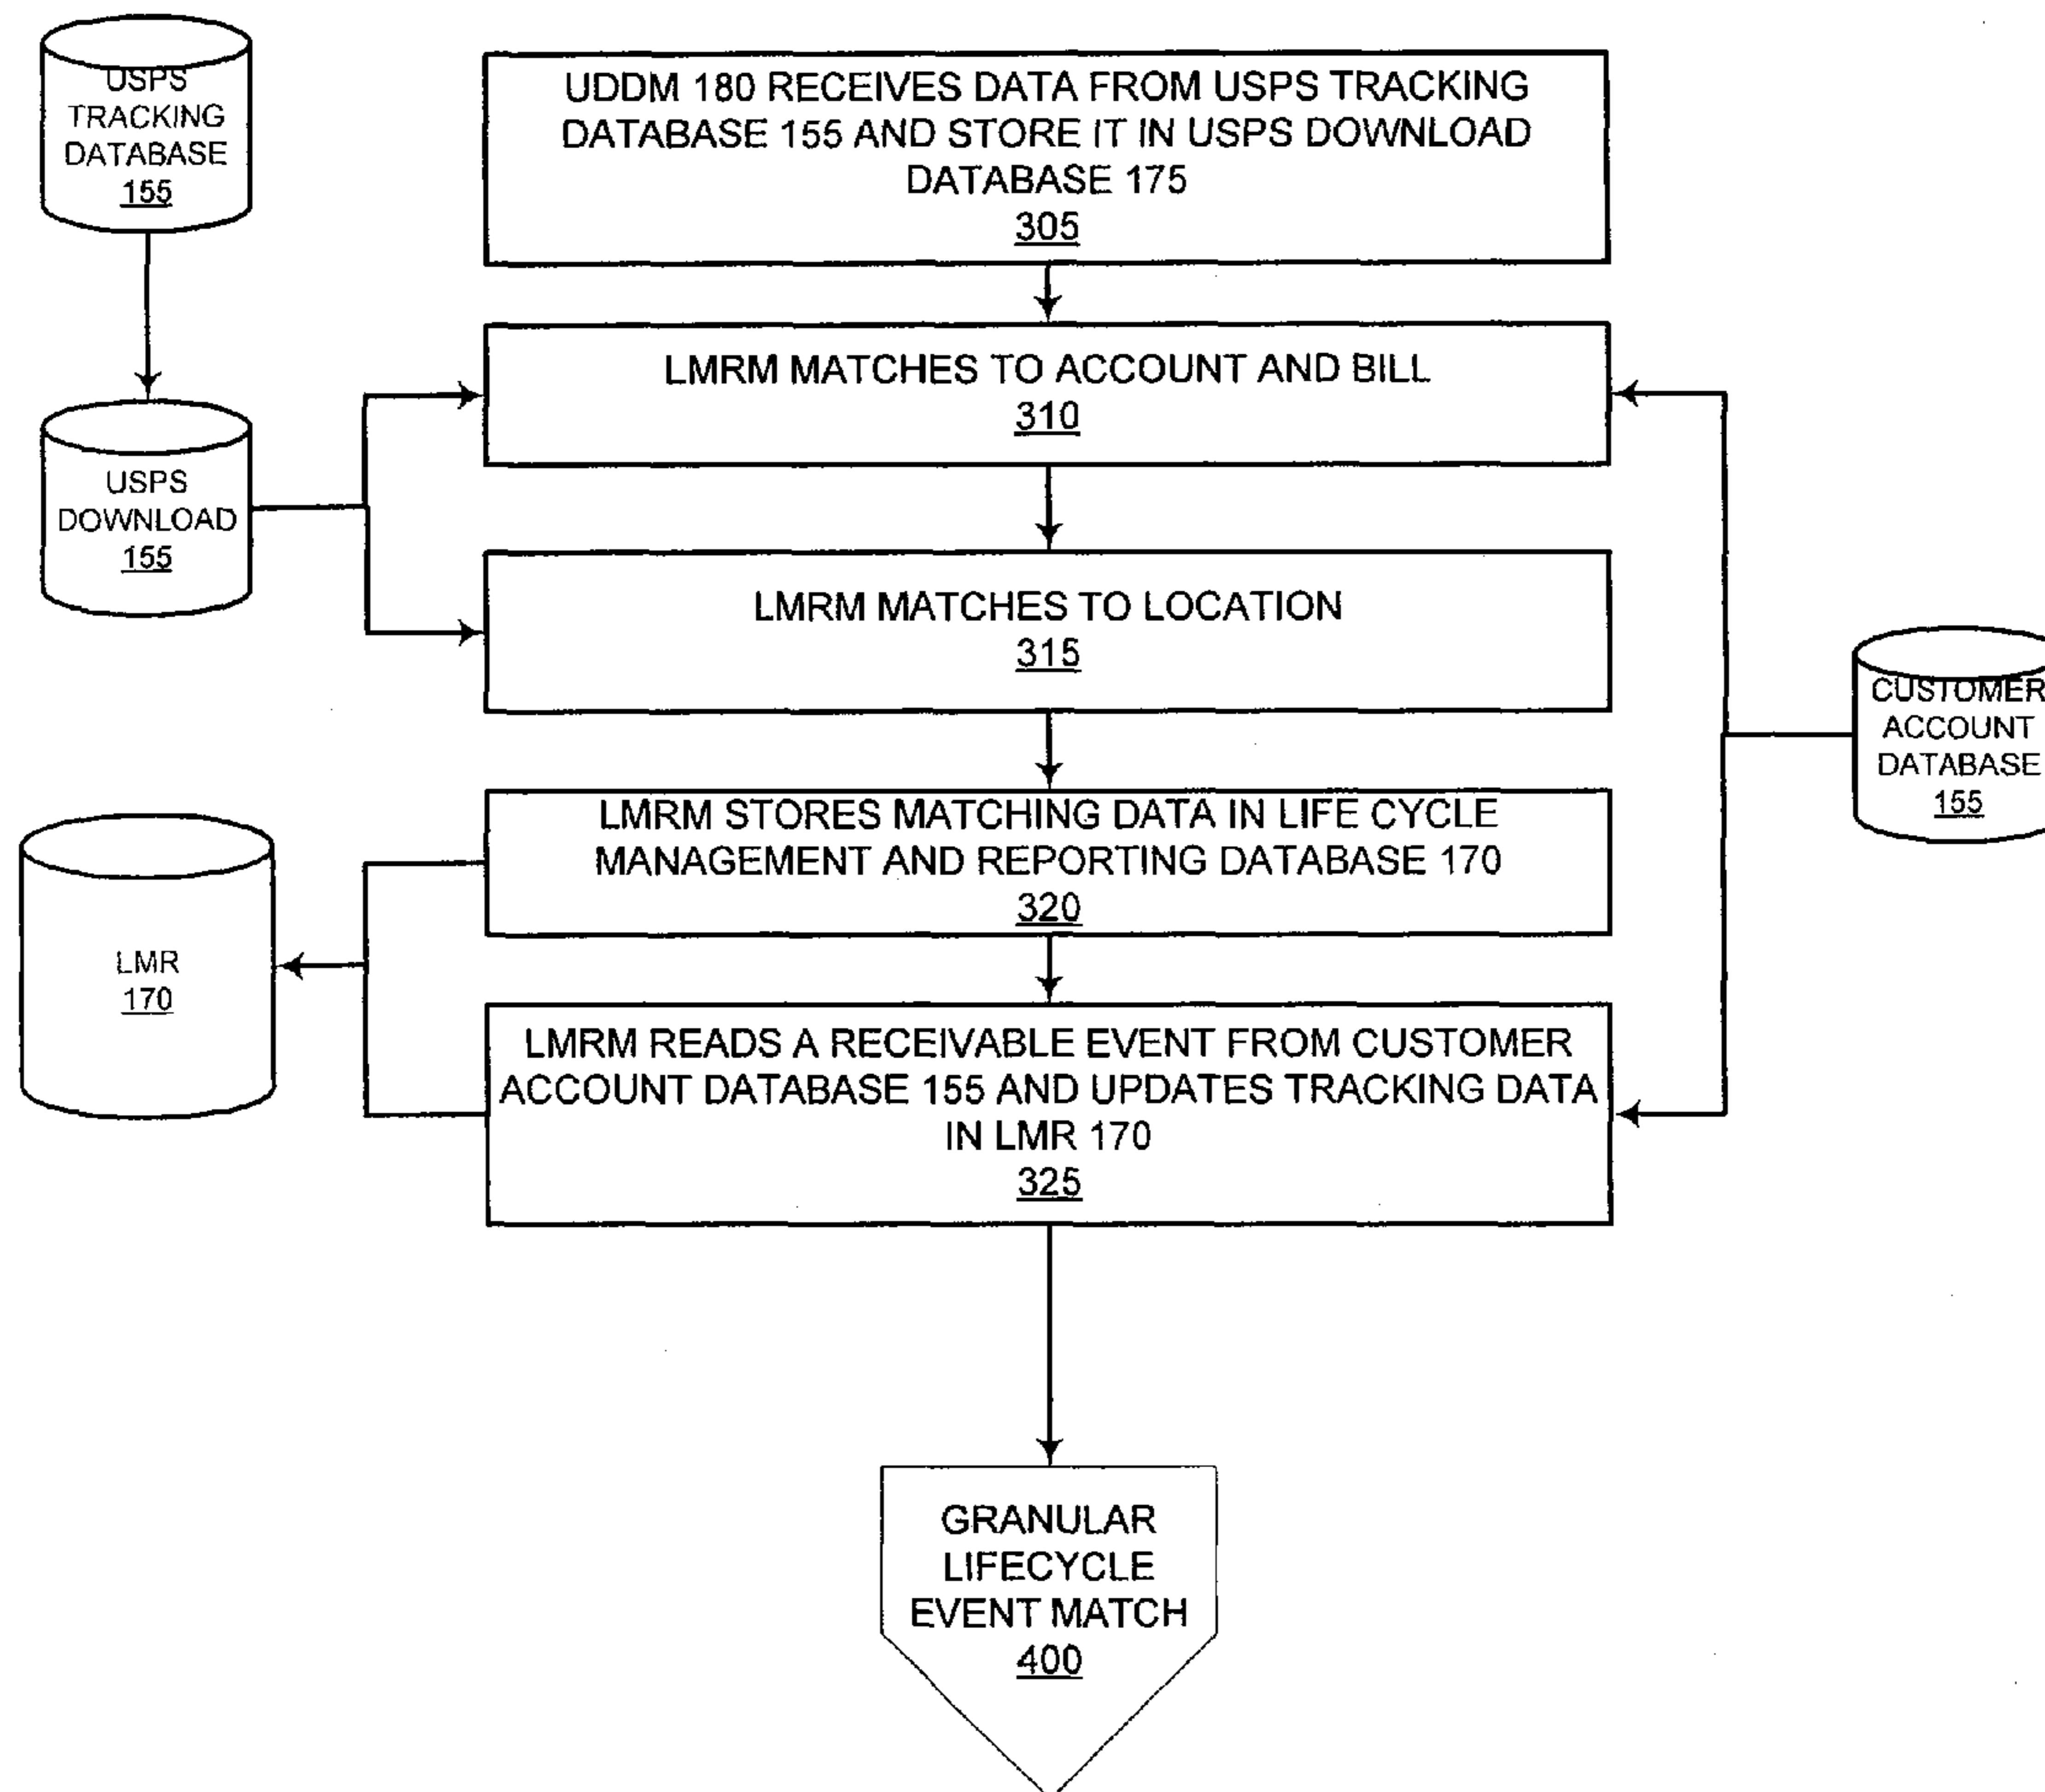 USPS
TRACKING
DATABASE
155
UDDM 180 RECEIVES DATA FROM USPS TRACKING
DATABASE 155 AND STORE IT IN USPS DOWNLOAD
DATABASE 175
305
LMRM MATCHES TO ACCOUNT AND BILL
310
USPS
DOWNLOAD
155
LMRM MATCHES TO LOCATION
315
CUSTOMER
ACCOUNT
DATABASE
155
LMRM STORES MATCHING DATA IN LIFE CYCLE
MANAGEMENT AND REPORTING DATABASE 170
320
LMR
170
LMRM READS A RECEIVABLE EVENT FROM CUSTOMER
ACCOUNT DATABASE 155 AND UPDATES TRACKING DATA
IN LMR 170
325
GRANULAR
LIFECYCLE
EVENT MATCH
400